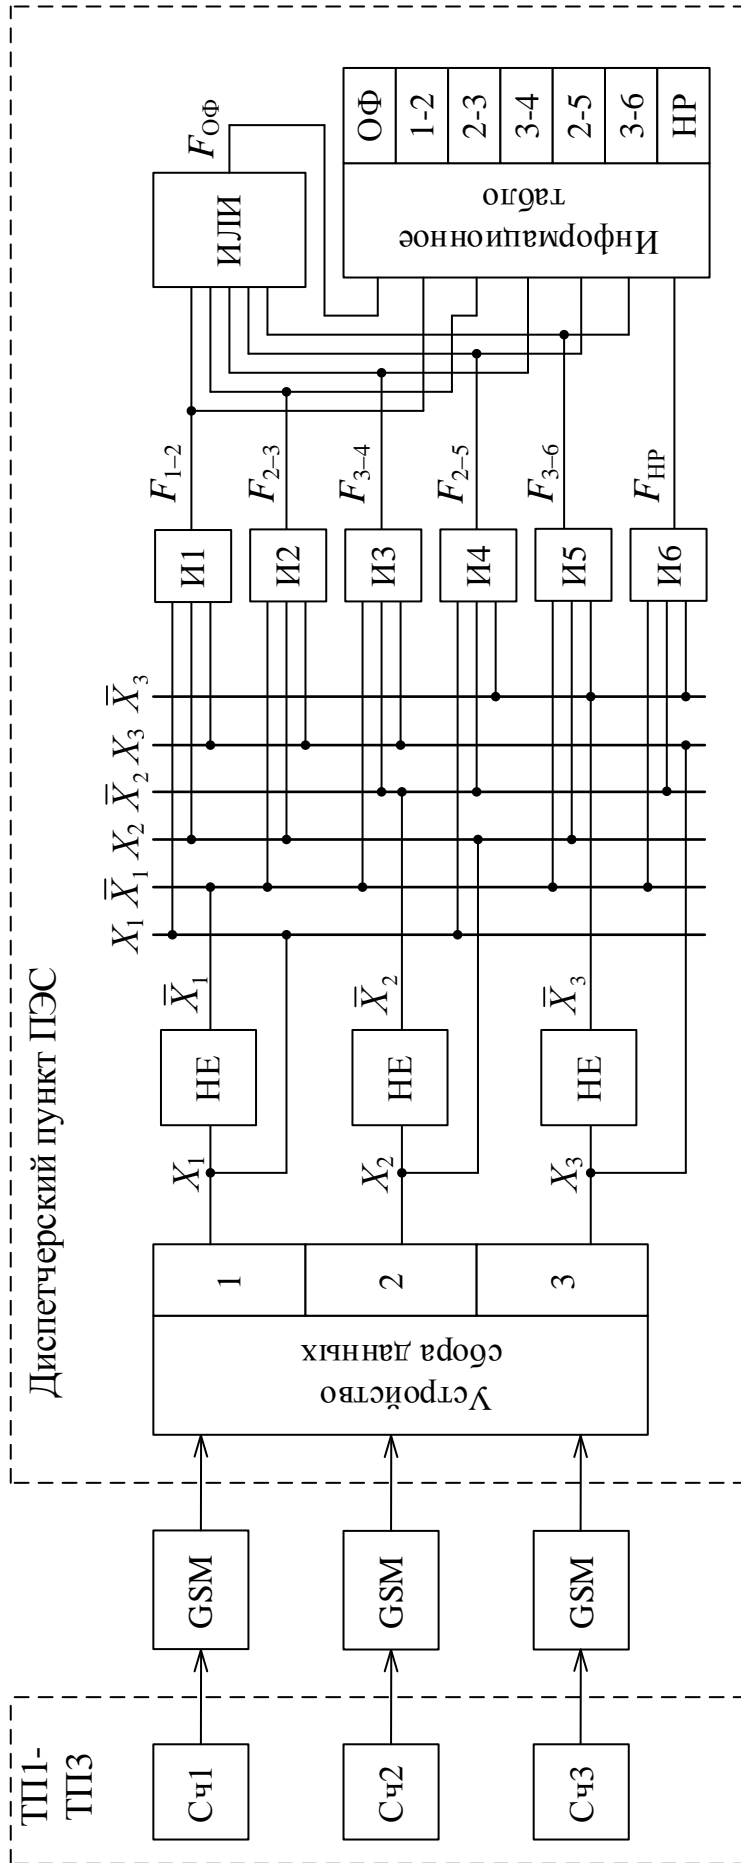 ТП1-
ТП3
Диспетчерский пункт ПЭС
Сч1
GSM
Сч2
GSM
Сч3
GSM
Устройство
сбора данных
1
2
3
X₁
НЕ
X̅₁
X₂
НЕ
X̅₂
X₃
НЕ
X̅₃
X₁ X̅₁ X₂ X̅₂ X₃ X̅₃
И1
F₁₋₂
И2
F₂₋₃
И3
F₃₋₄
И4
F₂₋₅
И5
F₃₋₆
И6
F_НР
ИЛИ
F_ОФ
Информационное
табло
ОФ
1-2
2-3
3-4
2-5
3-6
НР